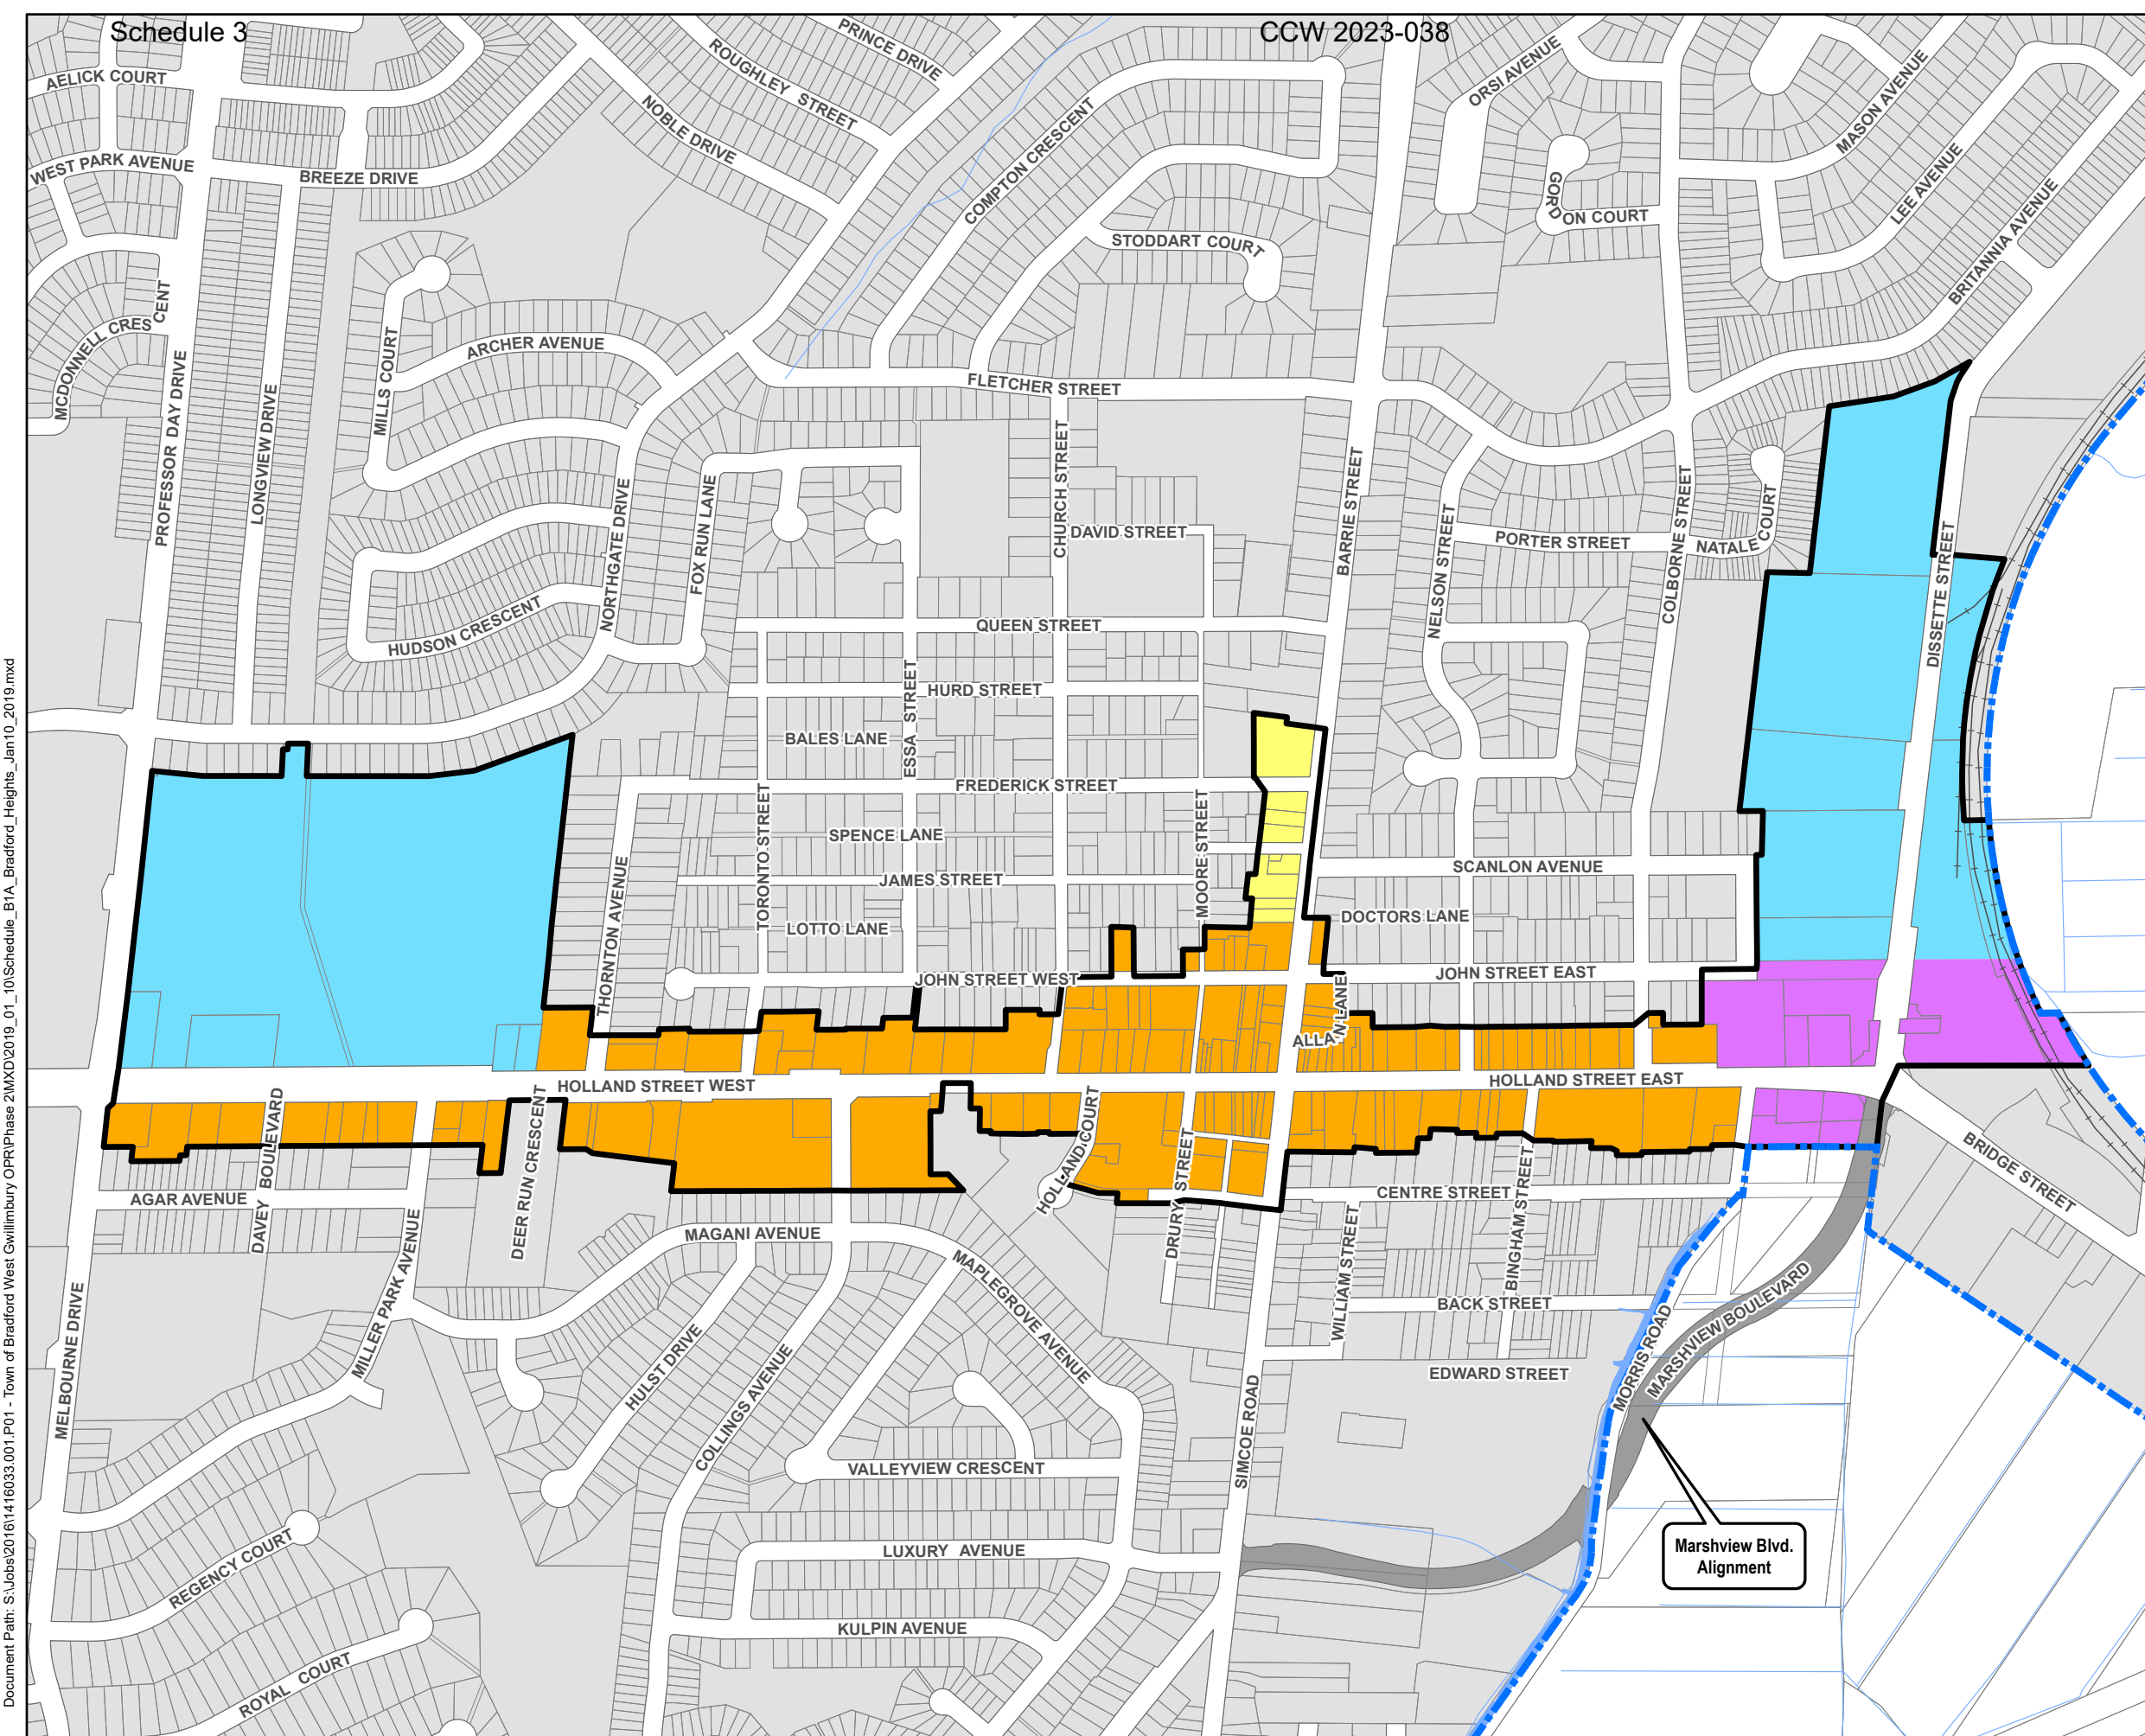 Schedule 3
CCW 2023-038
AELICK COURT
WEST PARK AVENUE
BREEZE DRIVE
ROUGHLEY STREET
PRINCE DRIVE
NOBLE DRIVE
COMPTON CRESCENT
STODDART COURT
ORSI AVENUE
GORDON COURT
MASON AVENUE
LEE AVENUE
BRITANNIA AVENUE
MCDONNELL CRESCENT
PROFESSOR DAY DRIVE
LONGVIEW DRIVE
MILLS COURT
ARCHER AVENUE
FLETCHER STREET
NORTHGATE DRIVE
FOX RUN LANE
CHURCH STREET
DAVID STREET
BARRIE STREET
NELSON STREET
PORTER STREET
COLBORNE STREET
NATALE COURT
DISSETTE STREET
HUDSON CRESCENT
QUEEN STREET
HURD STREET
ESSA STREET
BALES LANE
FREDERICK STREET
TORONTO STREET
SPENCE LANE
MOORE STREET
JAMES STREET
SCANLON AVENUE
THORNTON AVENUE
LOTTO LANE
DOCTORS LANE
JOHN STREET WEST
JOHN STREET EAST
ALLAN LANE
HOLLAND STREET WEST
HOLLAND STREET EAST
DAVEY BOULEVARD
DEER RUN CRESCENT
HOLLAND COURT
DRURY STREET
AGAR AVENUE
CENTRE STREET
BINGHAM STREET
BRIDGE STREET
MAGANI AVENUE
MAPLEGROVE AVENUE
WILLIAM STREET
BACK STREET
MELBOURNE DRIVE
MILLER PARK AVENUE
HULST DRIVE
COLLINGS AVENUE
EDWARD STREET
MORRIS ROAD
MARSHVIEW BOULEVARD
SIMCOE ROAD
VALLEYVIEW CRESCENT
REGENCY COURT
LUXURY AVENUE
Marshview Blvd.
Alignment
KULPIN AVENUE
ROYAL COURT
Document Path: S:\Jobs\2016\1416033.001.P01 - Town of Bradford West Gwillimbury OPR\Phase 2\MXD\2019_01_10\Schedule_B1A_Bradford_Heights_Jan10_2019.mxd